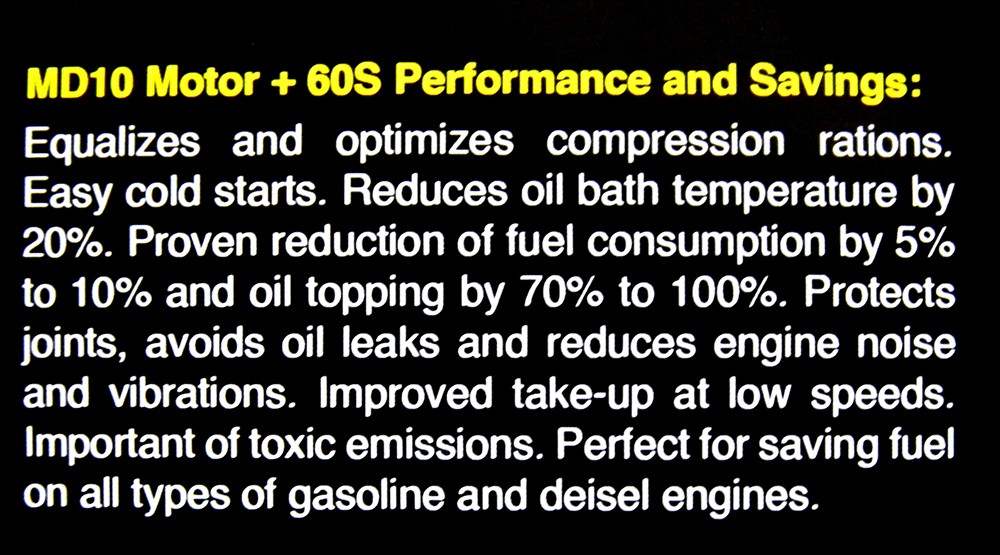 MD10 Motor + 60S Performance and Savings:
Equalizes and optimizes compression rations.
Easy cold starts. Reduces oil bath temperature by
20%. Proven reduction of fuel consumption by 5%
to 10% and oil topping by 70% to 100%. Protects
joints, avoids oil leaks and reduces engine noise
and vibrations. Improved take-up at low speeds.
Important of toxic emissions. Perfect for saving fuel
on all types of gasoline and deisel engines.